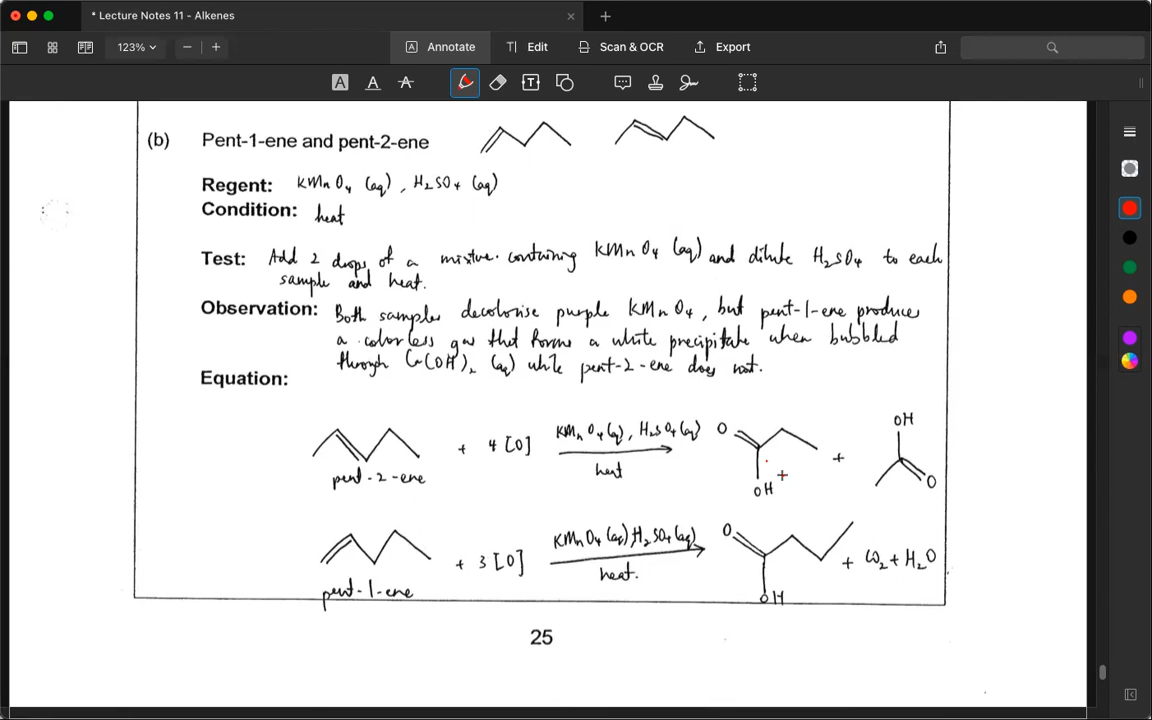 * Lecture Notes 11 - Alkenes
123%
Annotate
Edit
Scan & OCR
Export
(b) Pent-1-ene and pent-2-ene
Regent: KMnO4 (aq), H2SO4 (aq)
Condition: heat
Test: Add 2 drops of a mixture containing KMnO4 (aq) and dilute H2SO4 to each
sample and heat.
Observation: Both samples decolorise purple KMnO4, but pent-1-ene produces
a colorless gas that forms a white precipitate when bubbled
through Ca(OH)2 (aq) while pent-2-ene does not.
Equation:
+ 4 [O] KMnO4 (aq), H2SO4 (aq) O + OH
heat
pent-2-ene OH O
+ 3 [O] KMnO4 (aq), H2SO4 (aq) O + CO2 + H2O
heat.
pent-1-ene OH
25